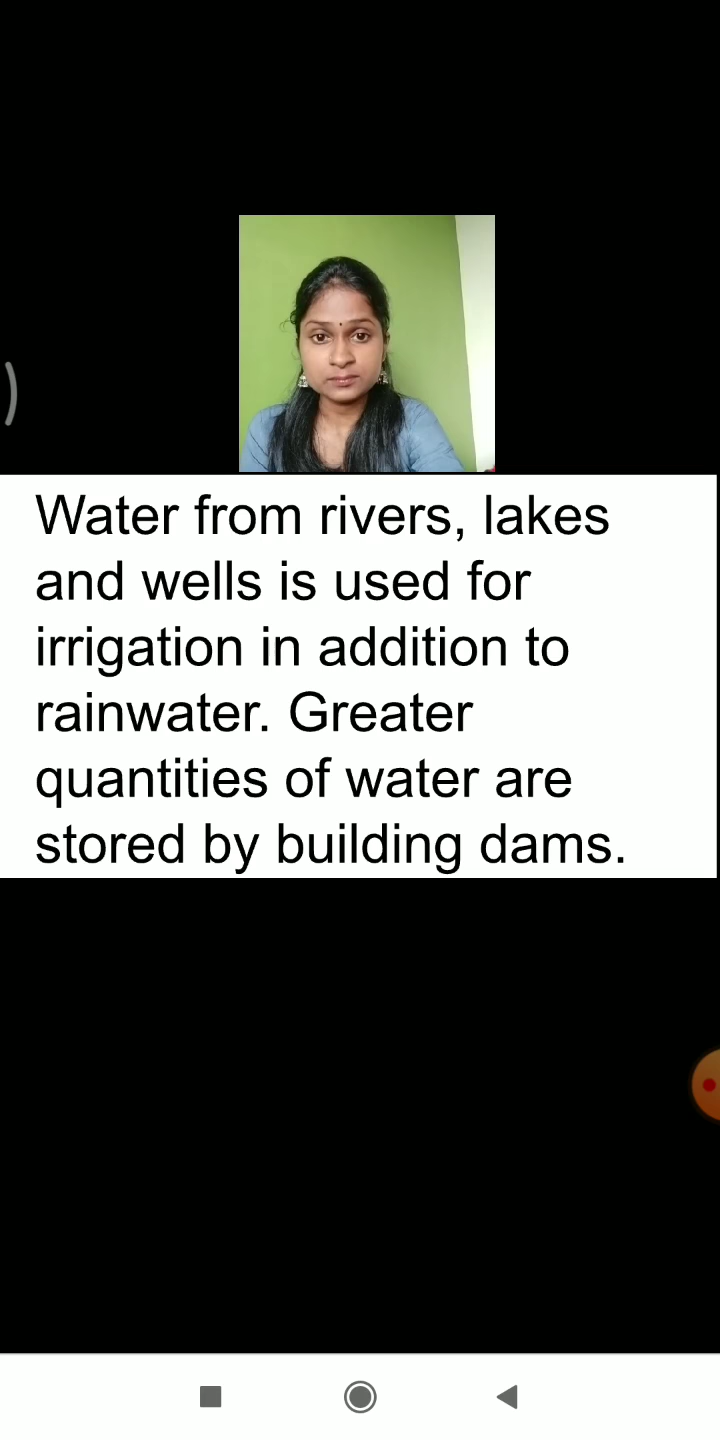 Water from rivers, lakes
and wells is used for
irrigation in addition to
rainwater. Greater
quantities of water are
stored by building dams.